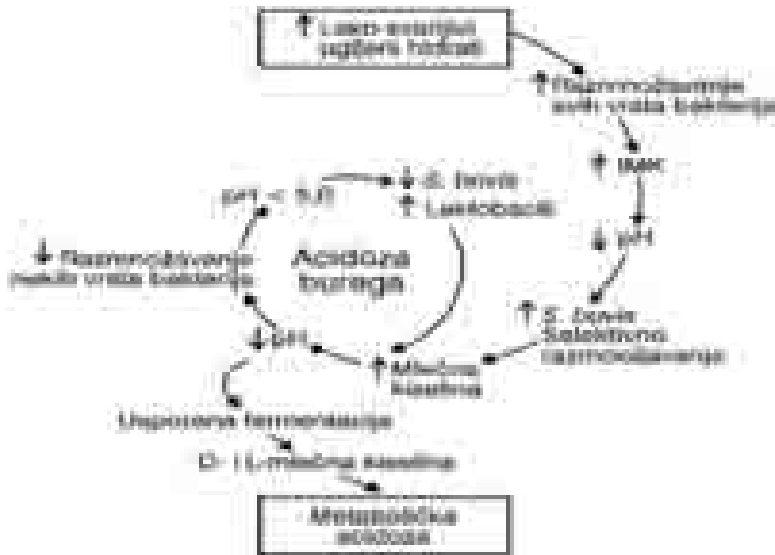 ↑ Lako svarljivi
ugljeni hidrati
↑ Razmnožavanje
svih vrsta bakterija
↑
↓ pH
↑ S. bovis
Selektivno
razmnožavanje
↑ Mlečna
kiselina
↓ pH
↓ Razmnožavanje
nekih vrsta bakterija
pH < 5,0
↓ S. bovis
↑ Laktobacili
Acidoza
buraga
Usporena fermentacija
D- i L-mlečna kiselina
Metabolička
acidoza